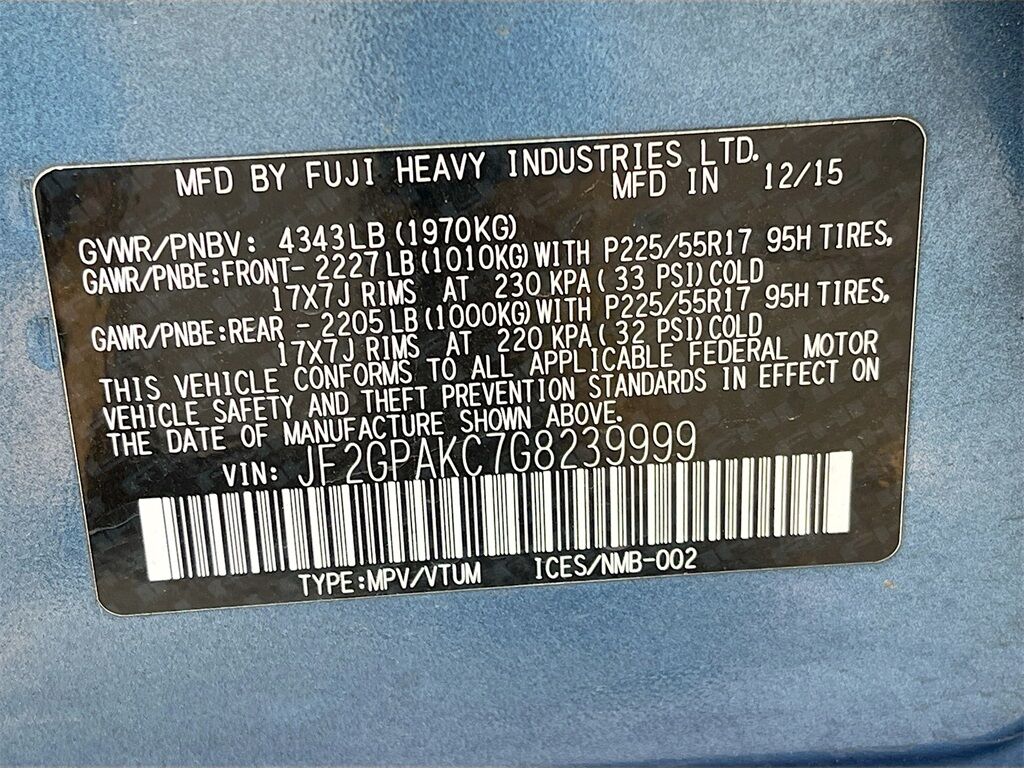 MFD BY FUJI HEAVY INDUSTRIES LTD.
MFD IN 12/15
GVWR/PNBV: 4343LB (1970KG)
GAWR/PNBE:FRONT- 2227LB (1010KG) WITH P225/55R17 95H TIRES,
17X7J RIMS AT 230 KPA ( 33 PSI) COLD
GAWR/PNBE:REAR - 2205LB (1000KG) WITH P225/55R17 95H TIRES,
17X7J RIMS AT 220 KPA ( 32 PSI) COLD
THIS VEHICLE CONFORMS TO ALL APPLICABLE FEDERAL MOTOR
VEHICLE SAFETY AND THEFT PREVENTION STANDARDS IN EFFECT ON
THE DATE OF MANUFACTURE SHOWN ABOVE.
VIN: JF2GPAKC7G8239999
TYPE:MPV/VTUM ICES/NMB-002